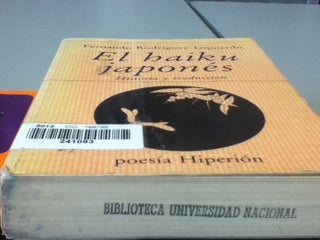 Fernando Rodríguez-Izquierdo
El haiku
japonés
Historia y traducción
241093
poesía Hiperión
BIBLIOTECA UNIVERSIDAD NACIONAL